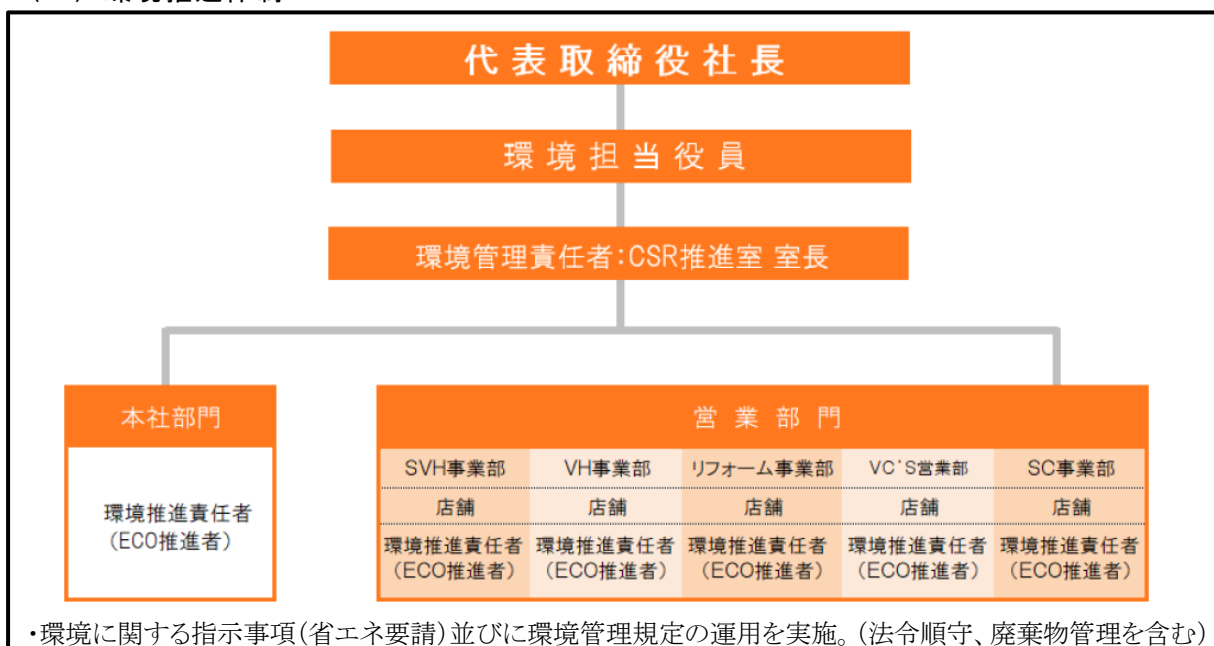 環境推進体制
代表取締役社長
環境担当役員
環境管理責任者:CSR推進室 室長
本社部門
環境推進責任者
(ECO推進者)
営業部門
SVH事業部 VH事業部 リフォーム事業部 VC'S営業部 SC事業部
店舗 店舗 店舗 店舗 店舗
環境推進責任者 環境推進責任者 環境推進責任者 環境推進責任者 環境推進責任者
(ECO推進者) (ECO推進者) (ECO推進者) (ECO推進者) (ECO推進者)
・環境に関する指示事項(省エネ要請)並びに環境管理規定の運用を実施。(法令順守、廃棄物管理を含む)